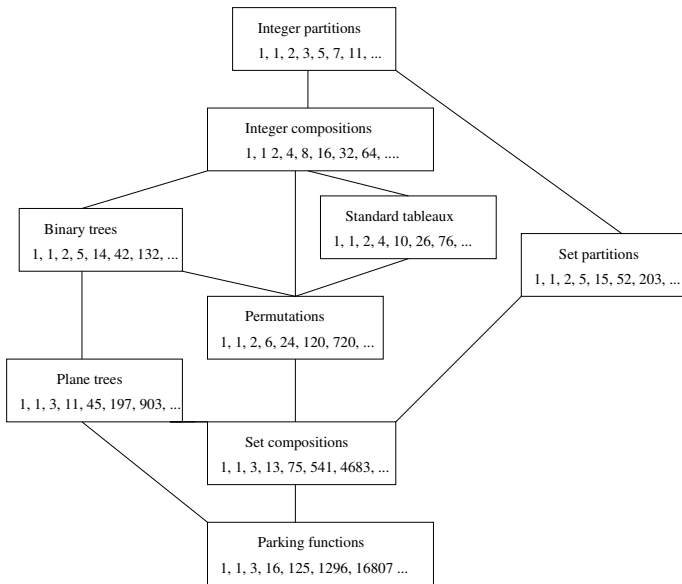 Integer partitions
1, 1, 2, 3, 5, 7, 11, ...
Integer compositions
1, 1 2, 4, 8, 16, 32, 64, ....
Binary trees
1, 1, 2, 5, 14, 42, 132, ...
Standard tableaux
1, 1, 2, 4, 10, 26, 76, ...
Set partitions
1, 1, 2, 5, 15, 52, 203, ...
Permutations
1, 1, 2, 6, 24, 120, 720, ...
Plane trees
1, 1, 3, 11, 45, 197, 903, ...
Set compositions
1, 1, 3, 13, 75, 541, 4683, ...
Parking functions
1, 1, 3, 16, 125, 1296, 16807 ...